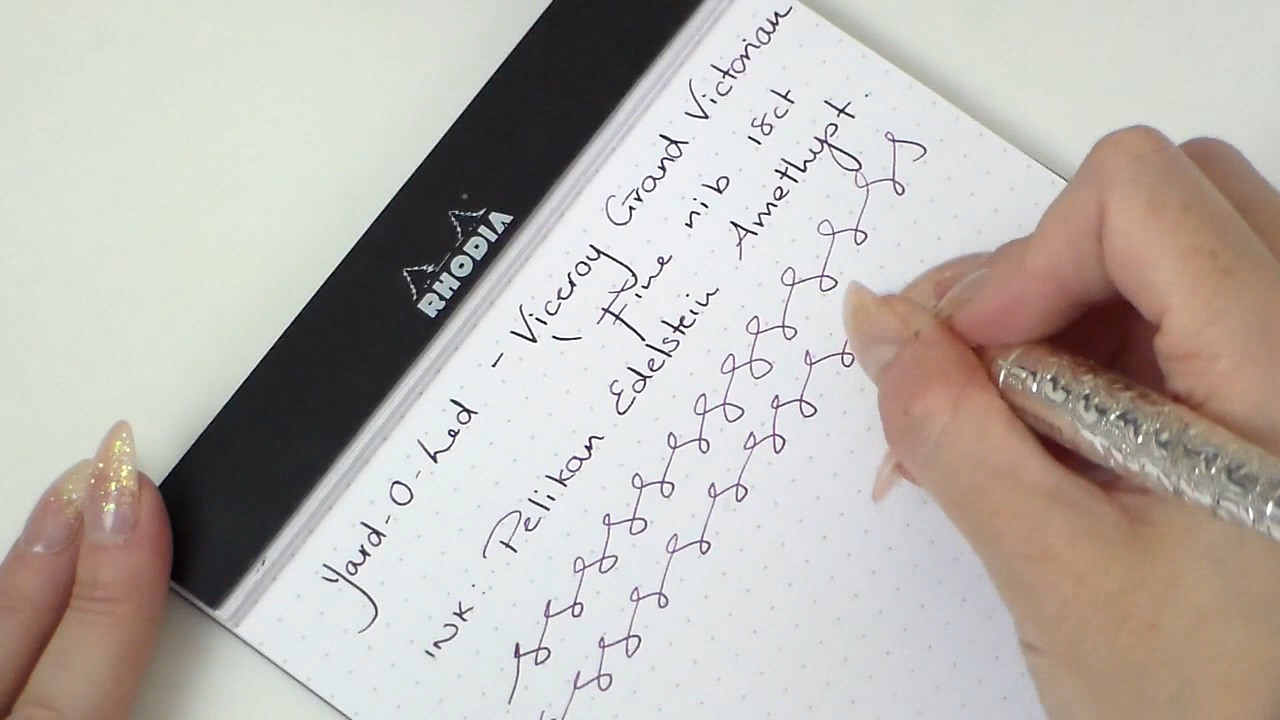 RHODIA
Yard-O-Led - Viceroy Grand Victorian
( Fine nib 18ct
INK: Pelikan Edelstein Amethyst.